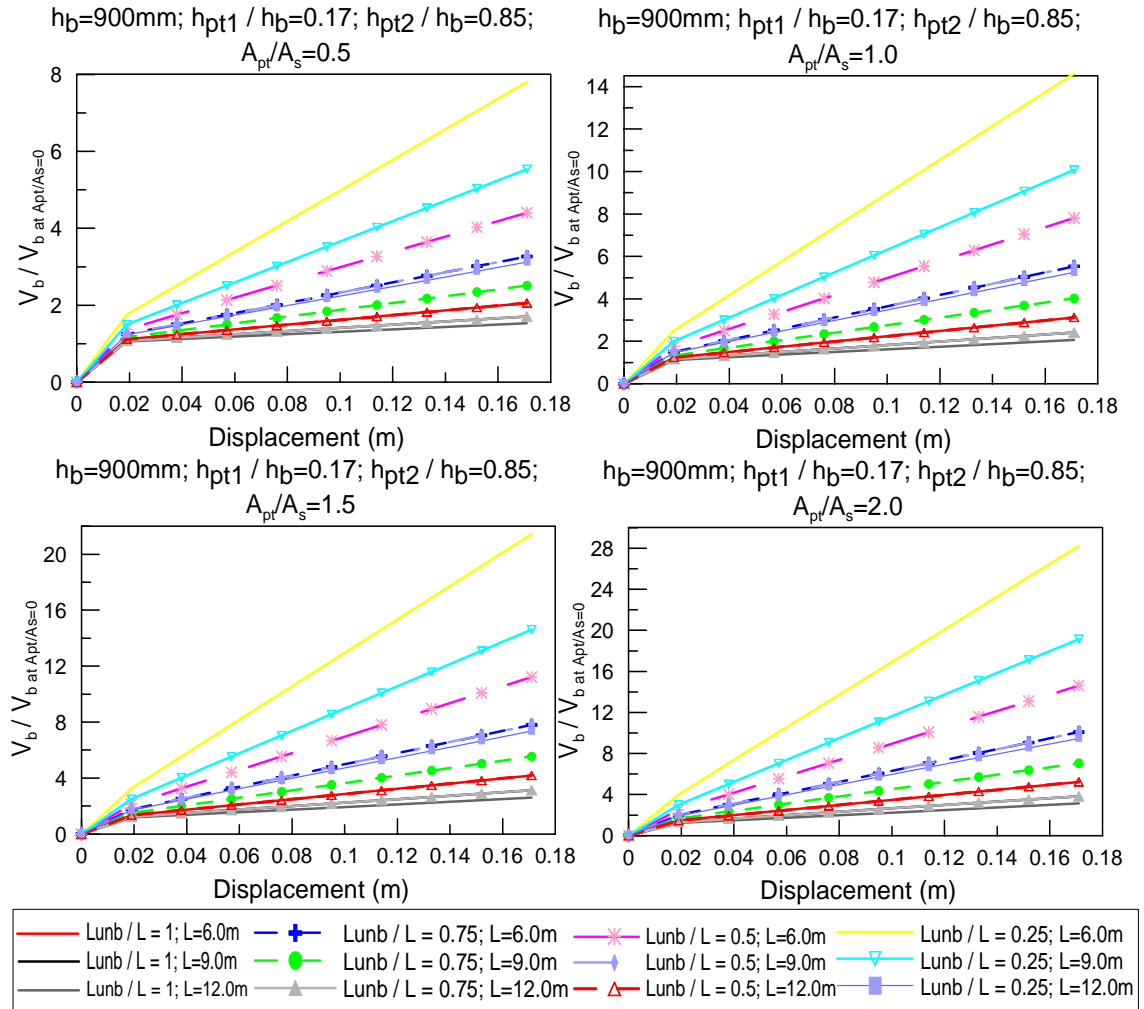 h_b=900mm; h_pt1 / h_b=0.17; h_pt2 / h_b=0.85;
A_pt/A_s=0.5
V_b / V_b at Apt/As=0
8
6
4
2
0
0 0.02 0.04 0.06 0.08 0.1 0.12 0.14 0.16 0.18
Displacement (m)
h_b=900mm; h_pt1 / h_b=0.17; h_pt2 / h_b=0.85;
A_pt/A_s=1.0
V_b / V_b at Apt/As=0
14
12
10
8
6
4
2
0
0 0.02 0.04 0.06 0.08 0.1 0.12 0.14 0.16 0.18
Displacement (m)
h_b=900mm; h_pt1 / h_b=0.17; h_pt2 / h_b=0.85;
A_pt/A_s=1.5
V_b / V_b at Apt/As=0
20
16
12
8
4
0
0 0.02 0.04 0.06 0.08 0.1 0.12 0.14 0.16 0.18
Displacement (m)
h_b=900mm; h_pt1 / h_b=0.17; h_pt2 / h_b=0.85;
A_pt/A_s=2.0
V_b / V_b at Apt/As=0
28
24
20
16
12
8
4
0
0 0.02 0.04 0.06 0.08 0.1 0.12 0.14 0.16 0.18
Displacement (m)
Lunb / L = 1; L=6.0m Lunb / L = 0.75; L=6.0m Lunb / L = 0.5; L=6.0m Lunb / L = 0.25; L=6.0m
Lunb / L = 1; L=9.0m Lunb / L = 0.75; L=9.0m Lunb / L = 0.5; L=9.0m Lunb / L = 0.25; L=9.0m
Lunb / L = 1; L=12.0m Lunb / L = 0.75; L=12.0m Lunb / L = 0.5; L=12.0m Lunb / L = 0.25; L=12.0m